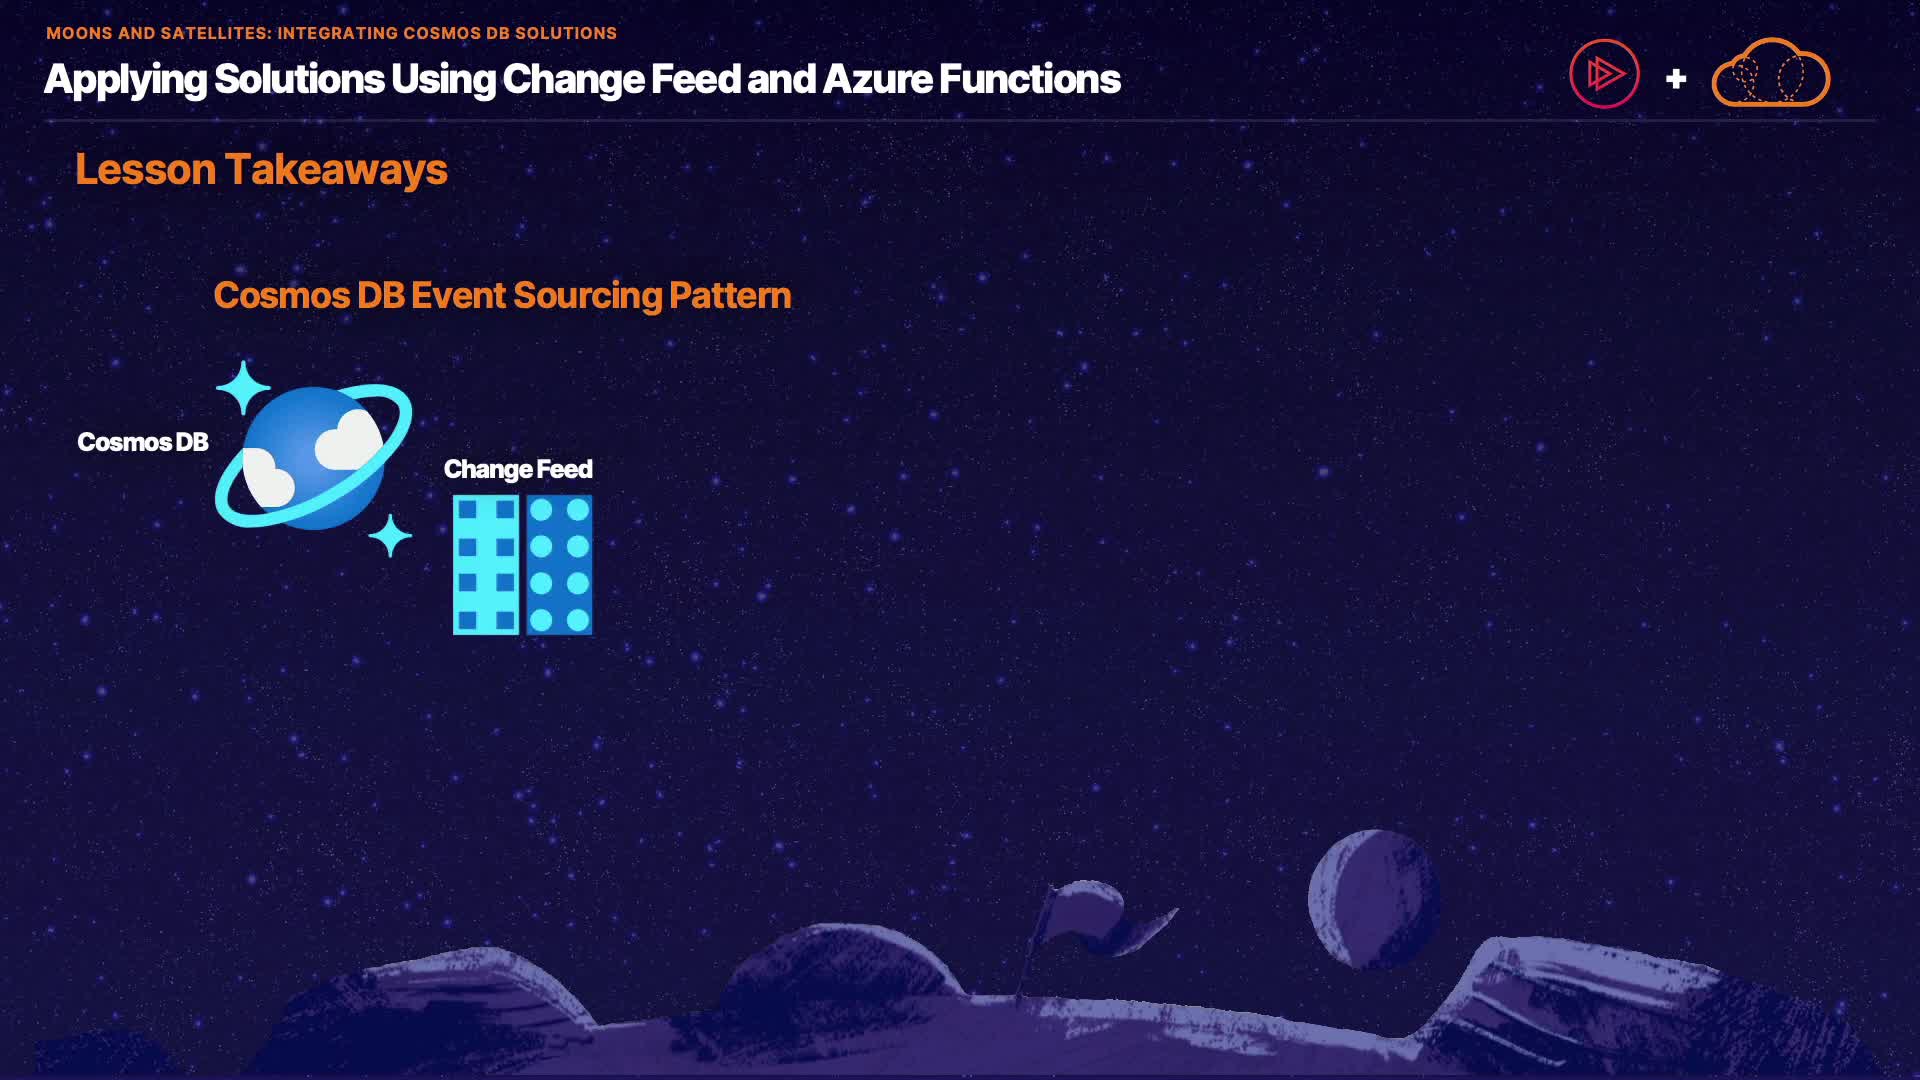 MOONS AND SATELLITES: INTEGRATING COSMOS DB SOLUTIONS
Applying Solutions Using Change Feed and Azure Functions
Lesson Takeaways
Cosmos DB Event Sourcing Pattern
Cosmos DB
Change Feed